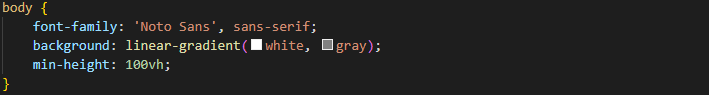 body {
    font-family: 'Noto Sans', sans-serif;
    background: linear-gradient(white, gray);
    min-height: 100vh;
}